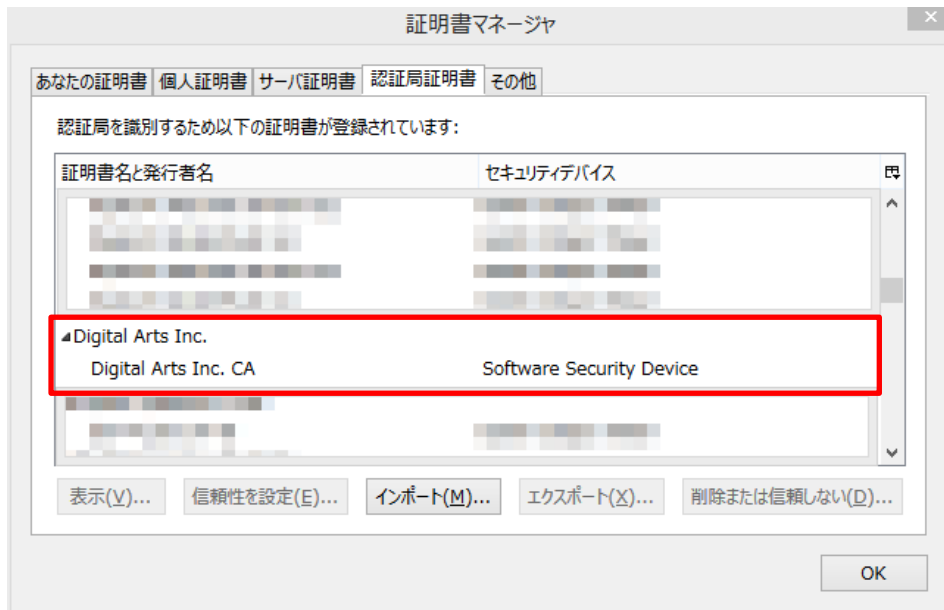 証明書マネージャ
あなたの証明書 個人証明書 サーバ証明書 認証局証明書 その他
認証局を識別するため以下の証明書が登録されています:
証明書名と発行者名 セキュリティデバイス
Digital Arts Inc.
Digital Arts Inc. CA Software Security Device
表示(V)... 信頼性を設定(E)... インポート(M)... エクスポート(X)... 削除または信頼しない(D)...
OK